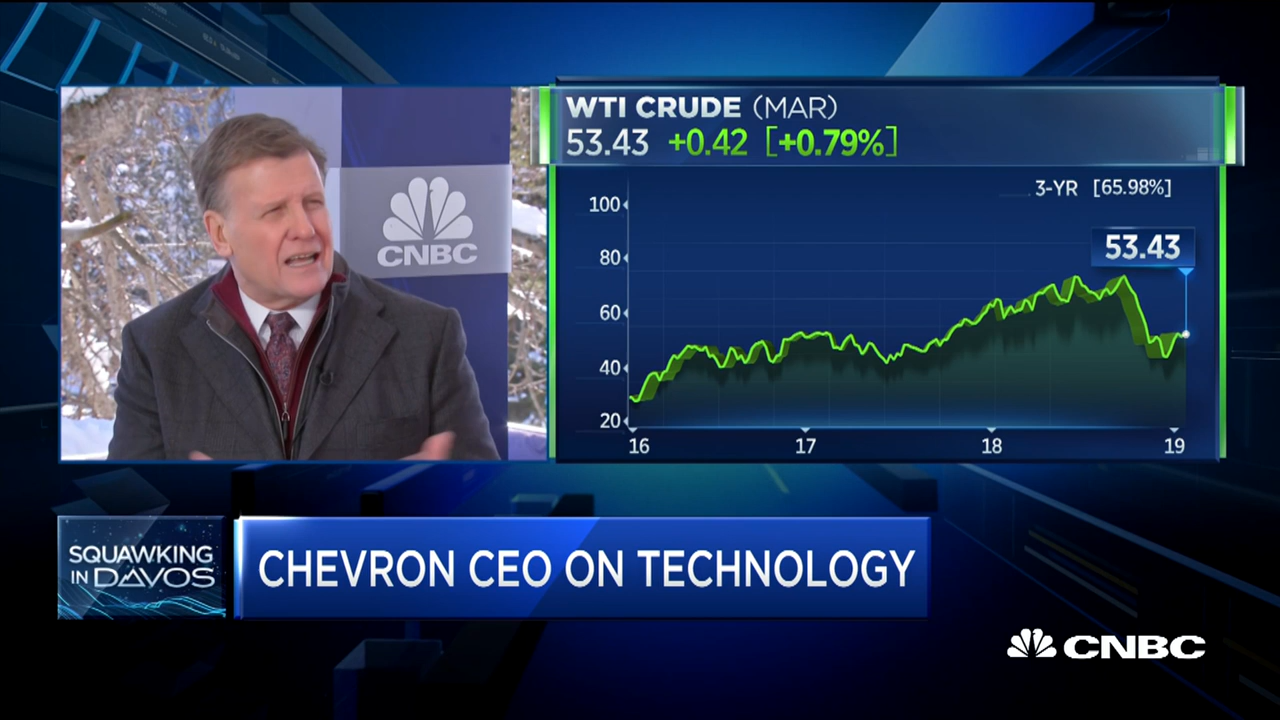 CNBC
WTI CRUDE (MAR)
53.43 +0.42 [+0.79%]
3-YR [65.98%]
53.43
100
80
60
40
20
16 17 18 19
SQUAWKING
IN DAVOS
CHEVRON CEO ON TECHNOLOGY
CNBC